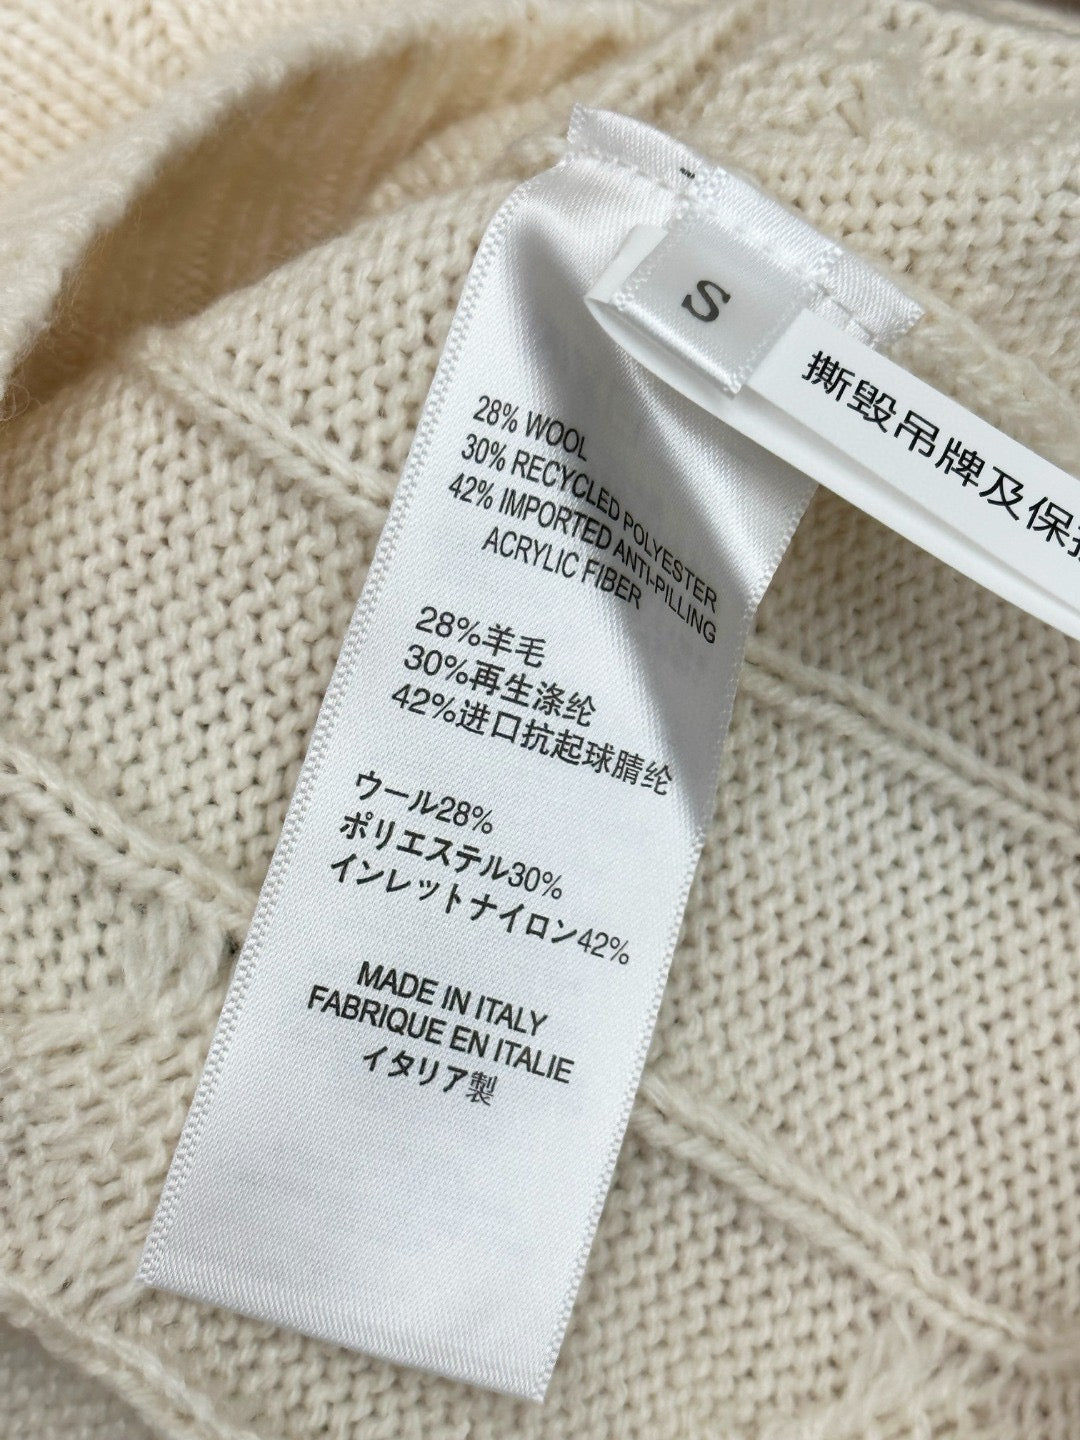 S
撕毁吊牌及保
28% WOOL
30% RECYCLED POLYESTER
42% IMPORTED ANTI-PILLING
ACRYLIC FIBER
28%羊毛
30%再生涤纶
42%进口抗起球腈纶
ウール28%
ポリエステル30%
インレットナイロン42%
MADE IN ITALY
FABRIQUE EN ITALIE
イタリア製